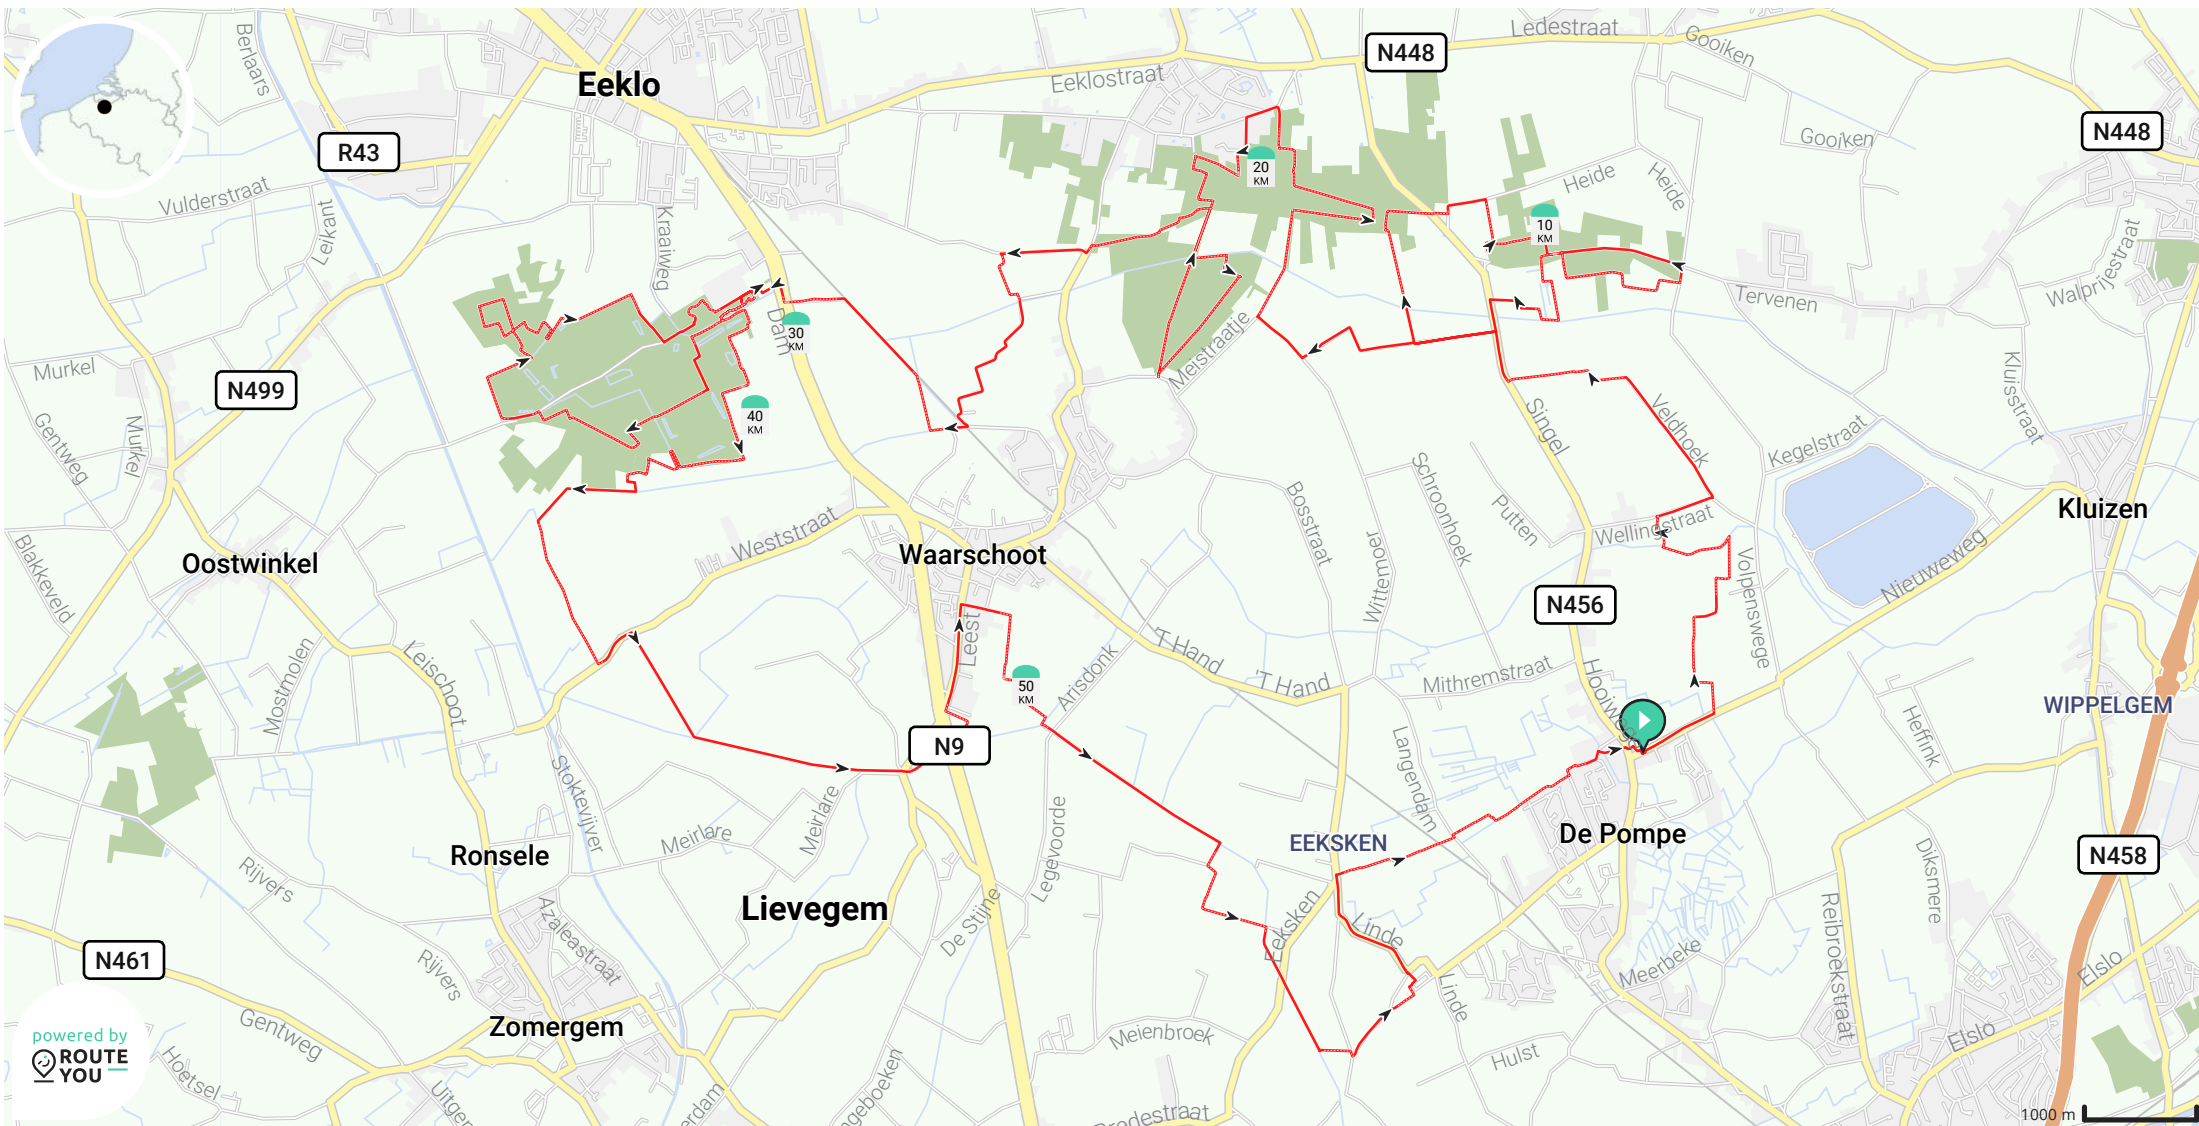 Berlaars
Eeklo
Eeklostraat
N448
Ledestraat
Gooiken
Gooiken
N448
R43
Vulderstraat
Leikant
Kraaiweg
20
KM
Heide
Heide
10
KM
Walprijestraat
Tervenen
Dam
30
KM
Meistraatje
Murkel
N499
Murkel
Gentweg
40
KM
Singel
Veldhoek
Kegelstraat
Kluisstraat
Kluizen
Blakkeveld
Oostwinkel
Weststraat
Waarschoot
Bosstraat
Wittemoer
Schroonhoek
Putten
Wellingstraat
Volpenswege
Nieuweweg
N456
Mostmolen
Leischoot
Leest
50
KM
Arisdonk
'T Hand
'T Hand
Mithremstraat
Hooiwege
WIPPELGEM
Heffink
N9
Langendam
Stoktevijver
Meirlare
Meirlare
Legevoorde
EEKSKEN
De Pompe
N458
Diksmere
Ronsele
Rijvers
Rijvers
Lievegem
De Stijne
Azaleastraat
Eeksken
Linde
Linde
Meerbeke
Reibroekstraat
Elslo
Elslo
N461
Zomergem
Gentweg
Hoetsel
Meienbroek
Hulst
powered by
ROUTE
YOU
1000 m